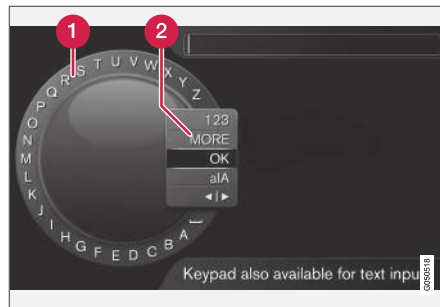 1
2
A B C D E F G H I J K L M N O P Q R S T U V W X Y Z
123
MORE
OK
a|A
◄|►
Keypad also available for text inpu
G050518